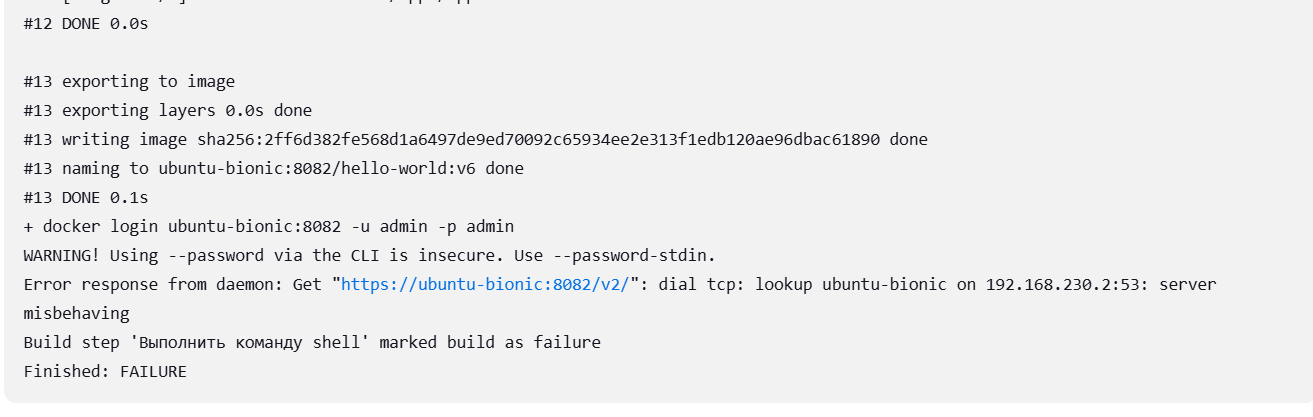 #12 DONE 0.0s
#13 exporting to image
#13 exporting layers 0.0s done
#13 writing image sha256:2ff6d382fe568d1a6497de9ed70092c65934ee2e313f1edb120ae96dbac61890 done
#13 naming to ubuntu-bionic:8082/hello-world:v6 done
#13 DONE 0.1s
+ docker login ubuntu-bionic:8082 -u admin -p admin
WARNING! Using --password via the CLI is insecure. Use --password-stdin.
Error response from daemon: Get "https://ubuntu-bionic:8082/v2/": dial tcp: lookup ubuntu-bionic on 192.168.230.2:53: server
misbehaving
Build step 'Выполнить команду shell' marked build as failure
Finished: FAILURE